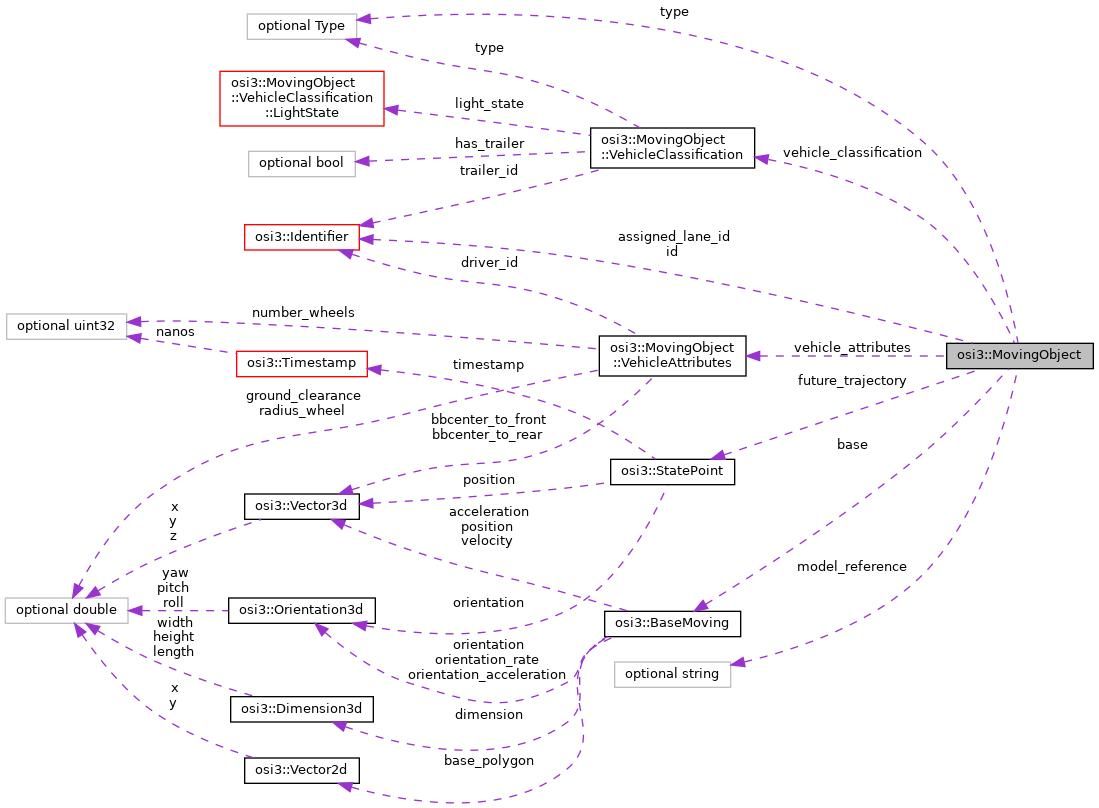 type
optional Type
type
osi3::MovingObject
::VehicleClassification
::LightState
light_state
osi3::MovingObject
::VehicleClassification
has_trailer
vehicle_classification
optional bool
trailer_id
osi3::Identifier
assigned_lane_id
id
driver_id
number_wheels
optional uint32
nanos
osi3::MovingObject
::VehicleAttributes
vehicle_attributes
osi3::MovingObject
osi3::Timestamp
timestamp
future_trajectory
ground_clearance
radius_wheel
bbcenter_to_front
bbcenter_to_rear
base
osi3::StatePoint
position
osi3::Vector3d
x
y
z
acceleration
position
velocity
model_reference
yaw
pitch
roll
optional double
osi3::Orientation3d
orientation
osi3::BaseMoving
width
height
length
orientation
orientation_rate
orientation_acceleration
optional string
x
y
osi3::Dimension3d
dimension
base_polygon
osi3::Vector2d